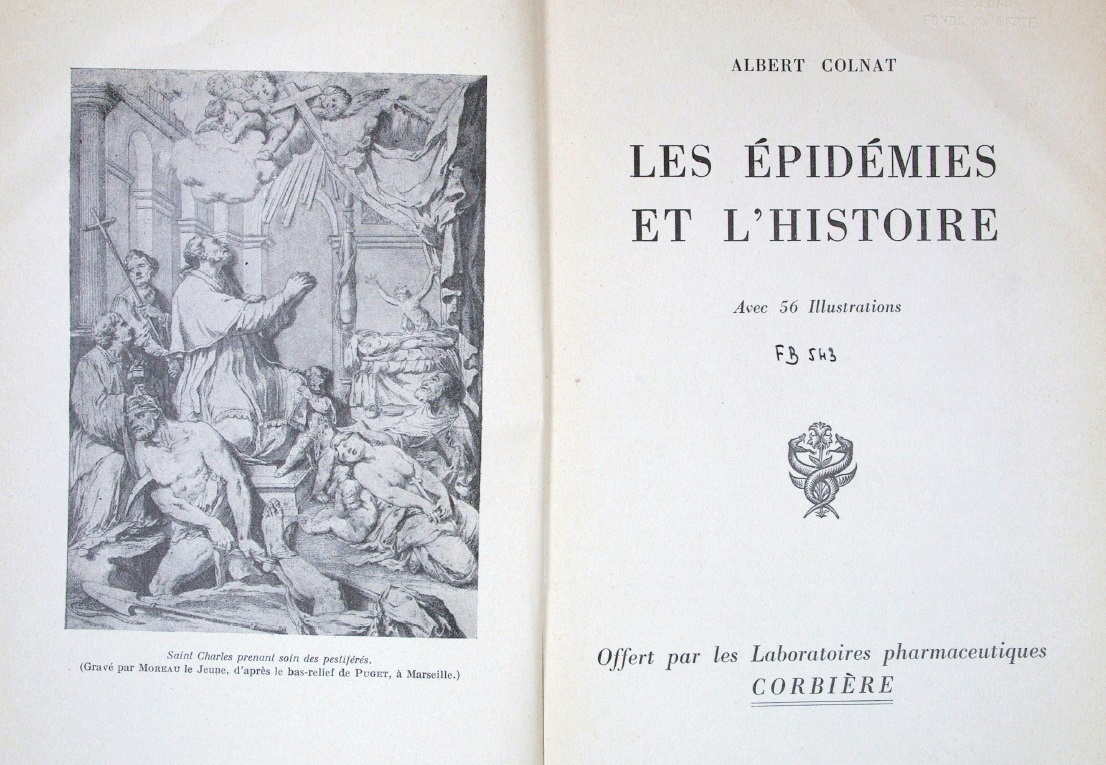 Saint Charles prenant soin des pestiférés.
(Gravé par MOREAU le Jeune, d'après le bas-relief de PUGET, à Marseille.)
ALBERT COLNAT
LES ÉPIDÉMIES
ET L'HISTOIRE
Avec 56 Illustrations
FB 543
Offert par les Laboratoires pharmaceutiques
CORBIÈRE